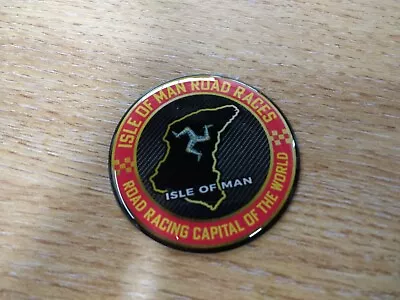 ISLE OF MAN ROAD RACES
ISLE OF MAN
ROAD RACING CAPITAL OF THE WORLD